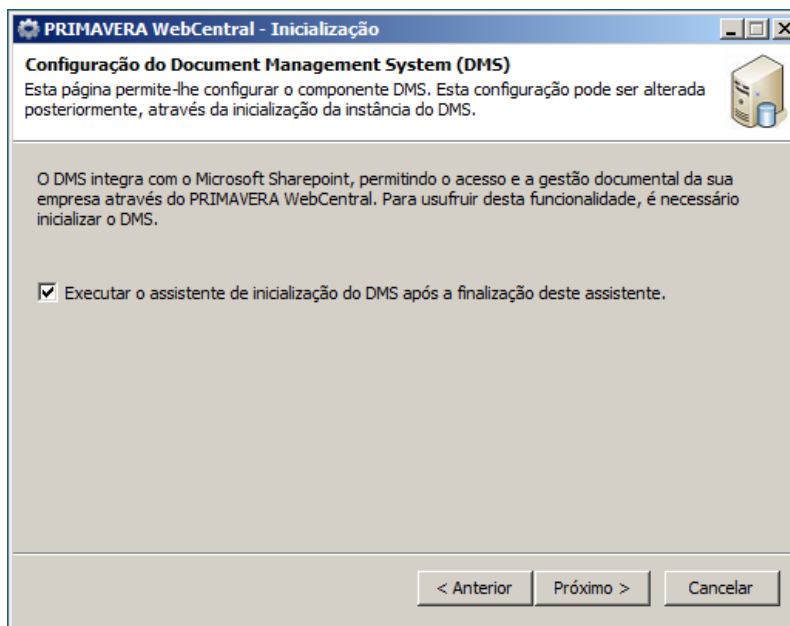 PRIMAVERA WebCentral - Inicialização
Configuração do Document Management System (DMS)
Esta página permite-lhe configurar o componente DMS. Esta configuração pode ser alterada
posteriormente, através da inicialização da instância do DMS.
O DMS integra com o Microsoft Sharepoint, permitindo o acesso e a gestão documental da sua
empresa através do PRIMAVERA WebCentral. Para usufruir desta funcionalidade, é necessário
inicializar o DMS.
Executar o assistente de inicialização do DMS após a finalização deste assistente.
< Anterior
Próximo >
Cancelar